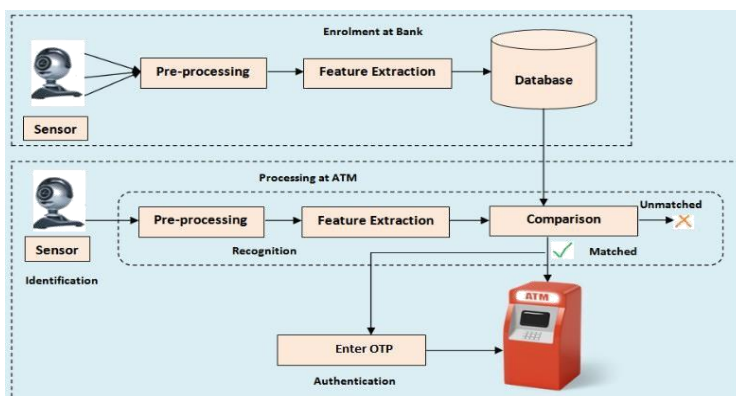 Enrolment at Bank
Pre-processing
Feature Extraction
Database
Sensor
Processing at ATM
Unmatched
Pre-processing
Feature Extraction
Comparison
Sensor
Recognition
Matched
Identification
ATM
Enter OTP
Authentication